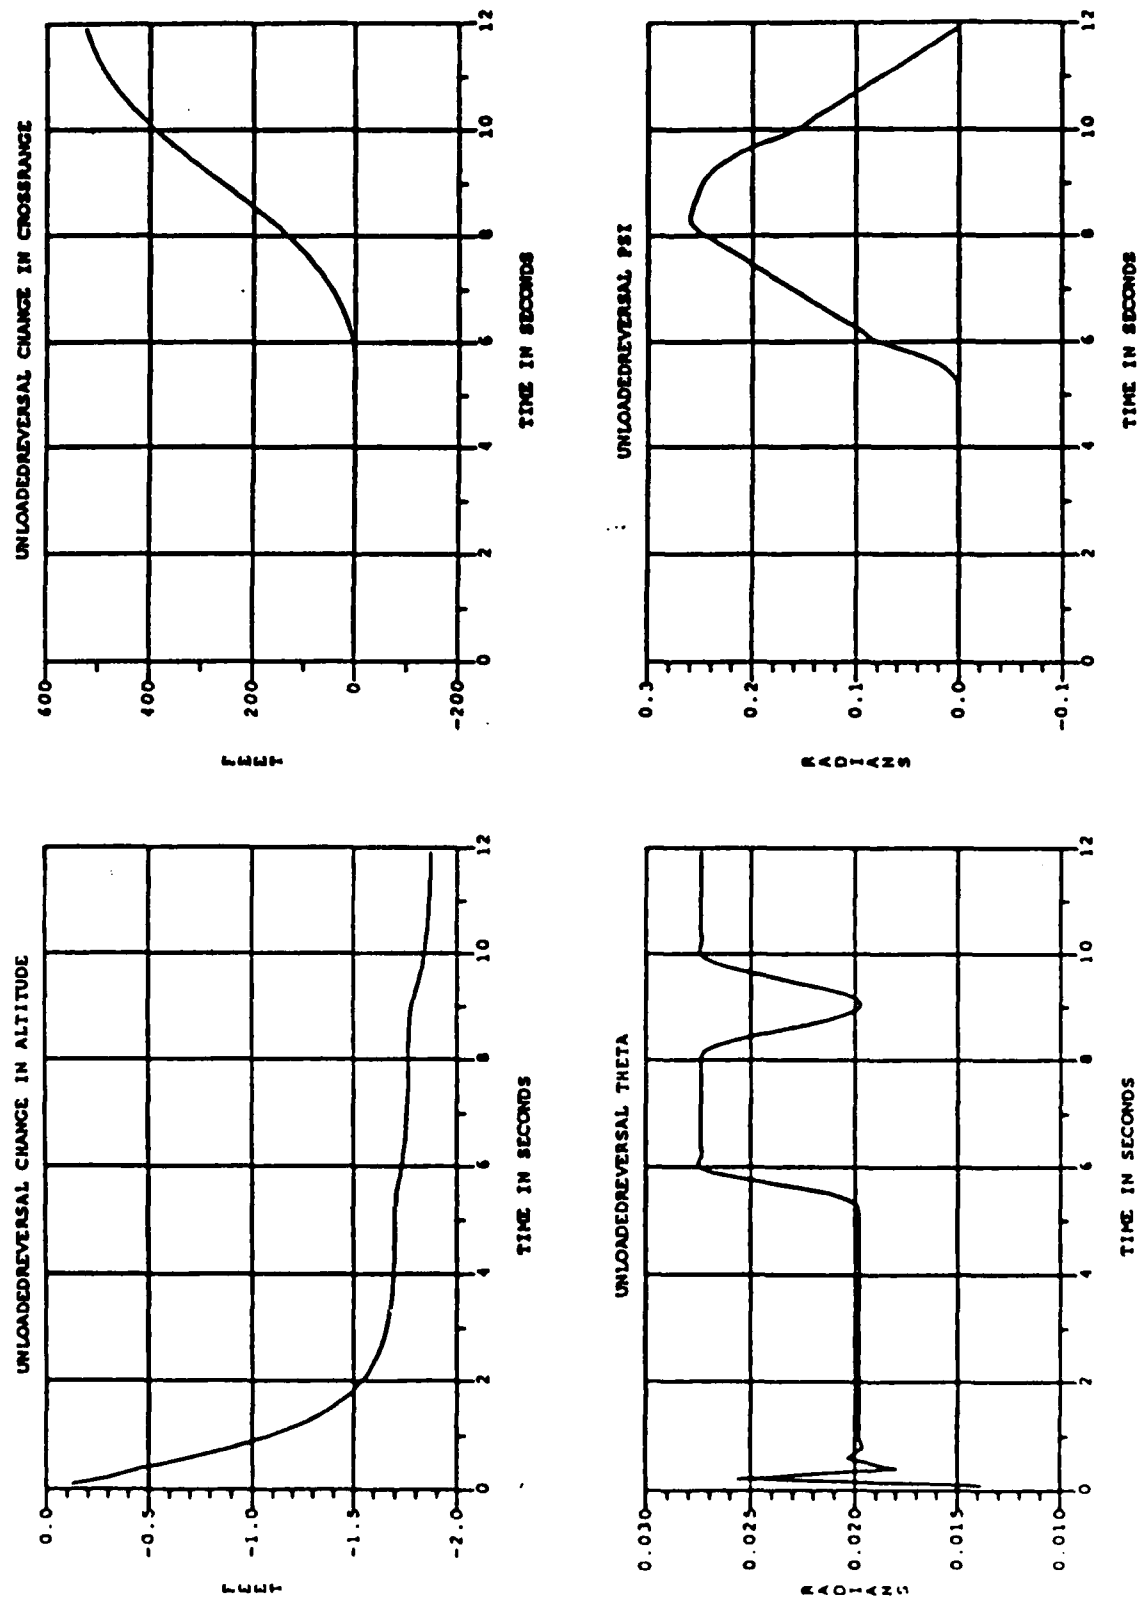 UNLOADEDREVERSAL CHANGE IN ALTITUDE
FEET
0.0
-0.5
-1.0
-1.5
-2.0
0 2 4 6 8 10 12
TIME IN SECONDS
UNLOADEDREVERSAL CHANGE IN CROSSRANGE
FEET
600
400
200
0
-200
0 2 4 6 8 10 12
TIME IN SECONDS
UNLOADEDREVERSAL THETA
RADIANS
0.030
0.025
0.020
0.015
0.010
0 2 4 6 8 10 12
TIME IN SECONDS
UNLOADEDREVERSAL PSI
RADIANS
0.3
0.2
0.1
0.0
-0.1
0 2 4 6 8 10 12
TIME IN SECONDS